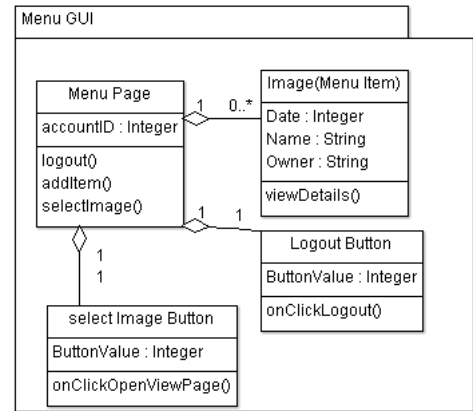 Menu GUI
Menu Page
accountID : Integer
logout()
addItem()
selectImage()
1
0..*
Image(Menu Item)
Date : Integer
Name : String
Owner : String
viewDetails()
1
1
Logout Button
ButtonValue : Integer
onClickLogout()
1
1
select Image Button
ButtonValue : Integer
onClickOpenViewPage()